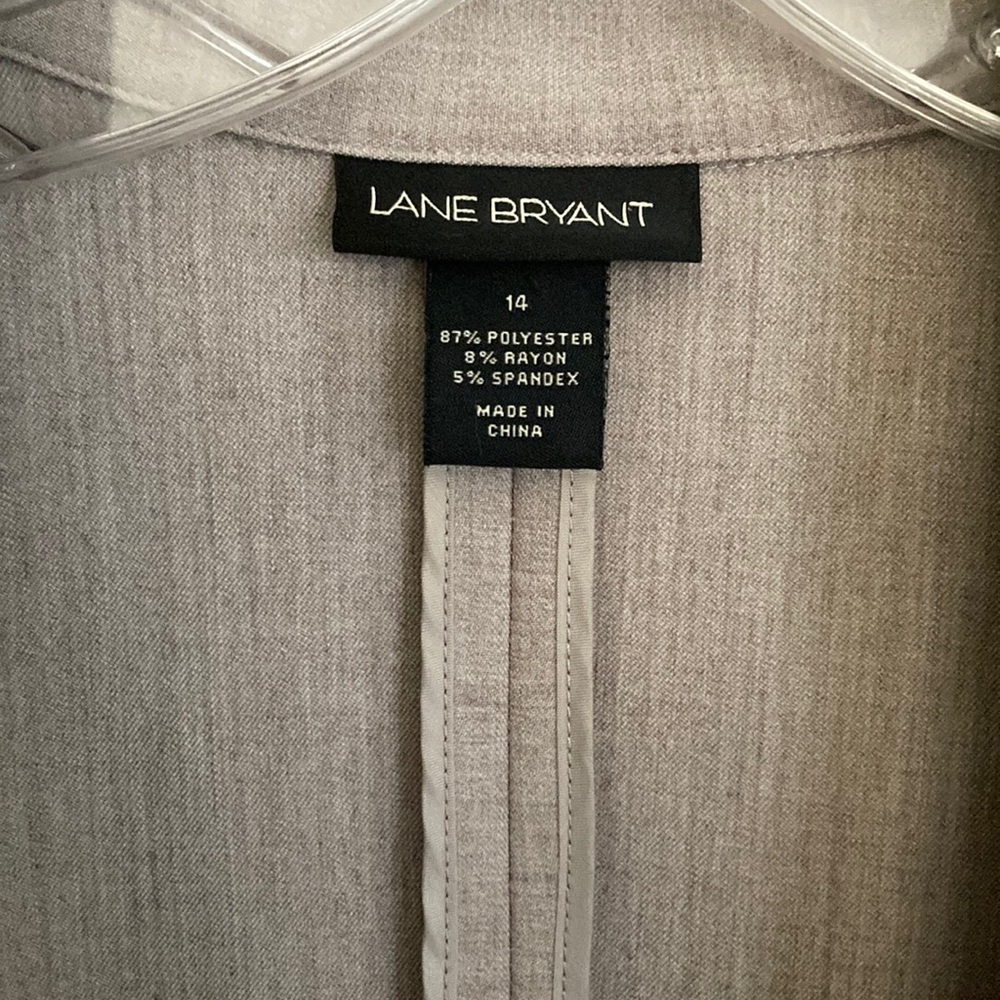 LANE BRYANT
14
87% POLYESTER
8% RAYON
5% SPANDEX
MADE IN
CHINA